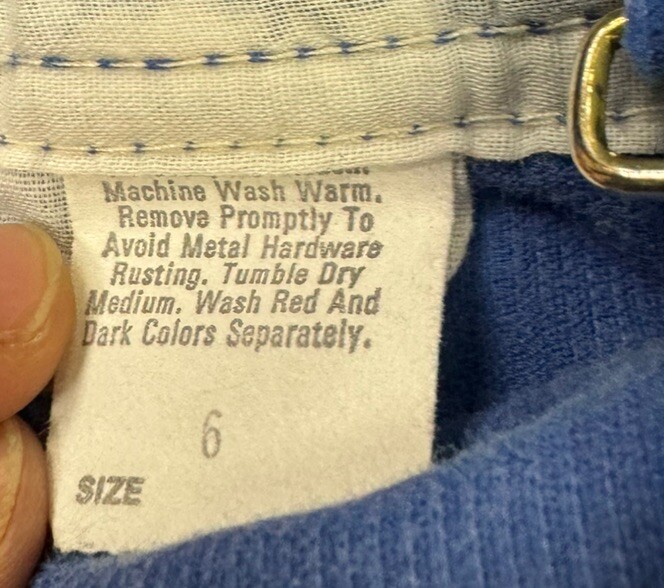 Machine Wash Warm.
Remove Promptly To
Avoid Metal Hardware
Rusting. Tumble Dry
Medium. Wash Red And
Dark Colors Separately.
6
SIZE